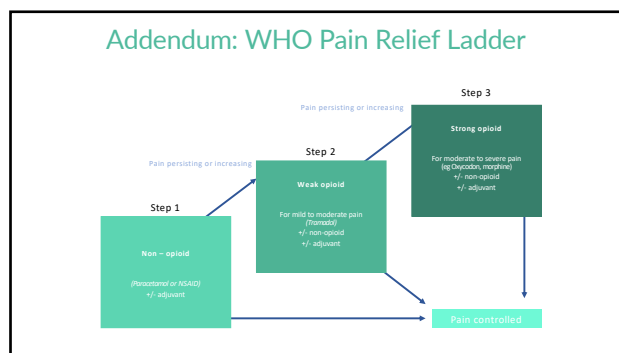 Addendum: WHO Pain Relief Ladder
Step 3
Pain persisting or increasing
Strong opioid
For moderate to severe pain
(eg Oxycodon, morphine)
+/- non-opioid
+/- adjuvant
Step 2
Pain persisting or increasing
Weak opioid
For mild to moderate pain
(Tramadol)
+/- non-opioid
+/- adjuvant
Step 1
Non – opioid
(Paracetamol or NSAID)
+/- adjuvant
Pain controlled